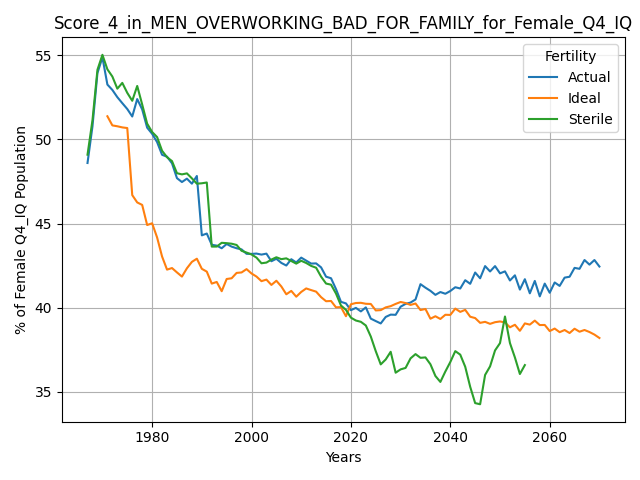 Score_4_in_MEN_OVERWORKING_BAD_FOR_FAMILY_for_Female_Q4_IQ
Fertility
Actual
Ideal
Sterile
% of Female Q4_IQ Population
55
50
45
40
35
1980
2000
2020
2040
2060
Years